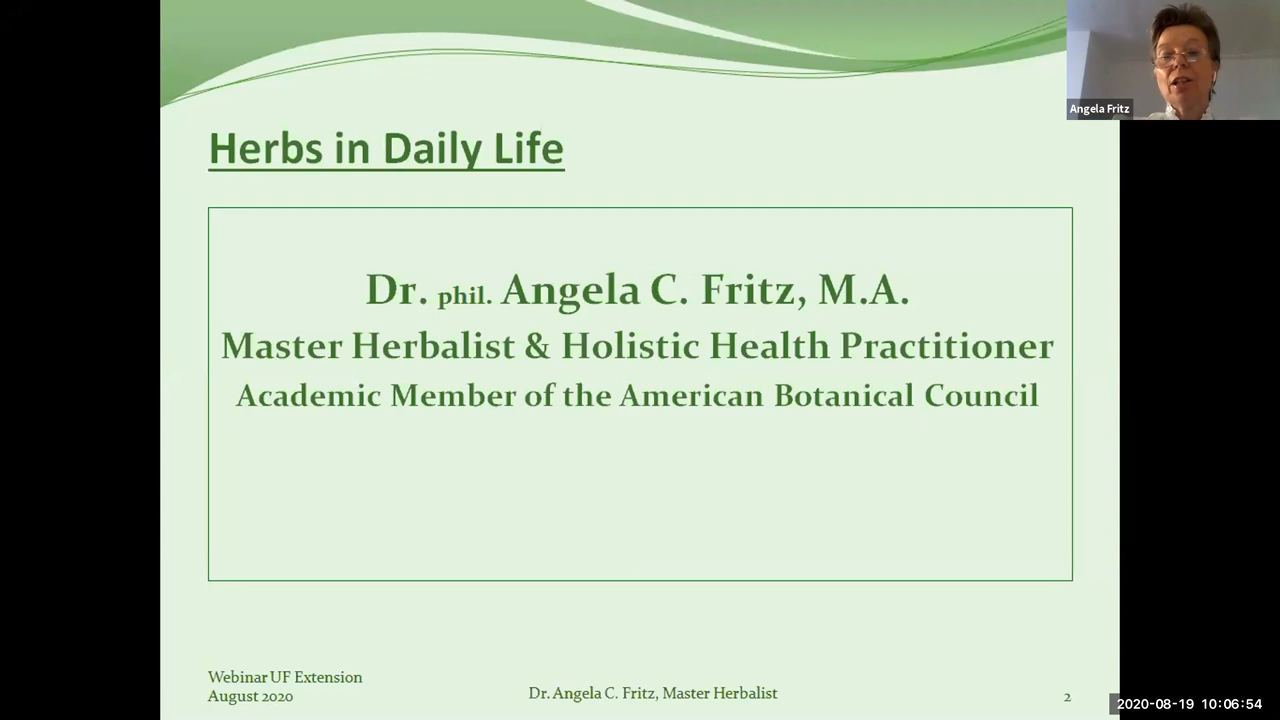 Angela Fritz
Herbs in Daily Life
Dr. phil. Angela C. Fritz, M.A.
Master Herbalist & Holistic Health Practitioner
Academic Member of the American Botanical Council
Webinar UF Extension
August 2020
Dr. Angela C. Fritz, Master Herbalist
2
2020-08-19 10:06:54